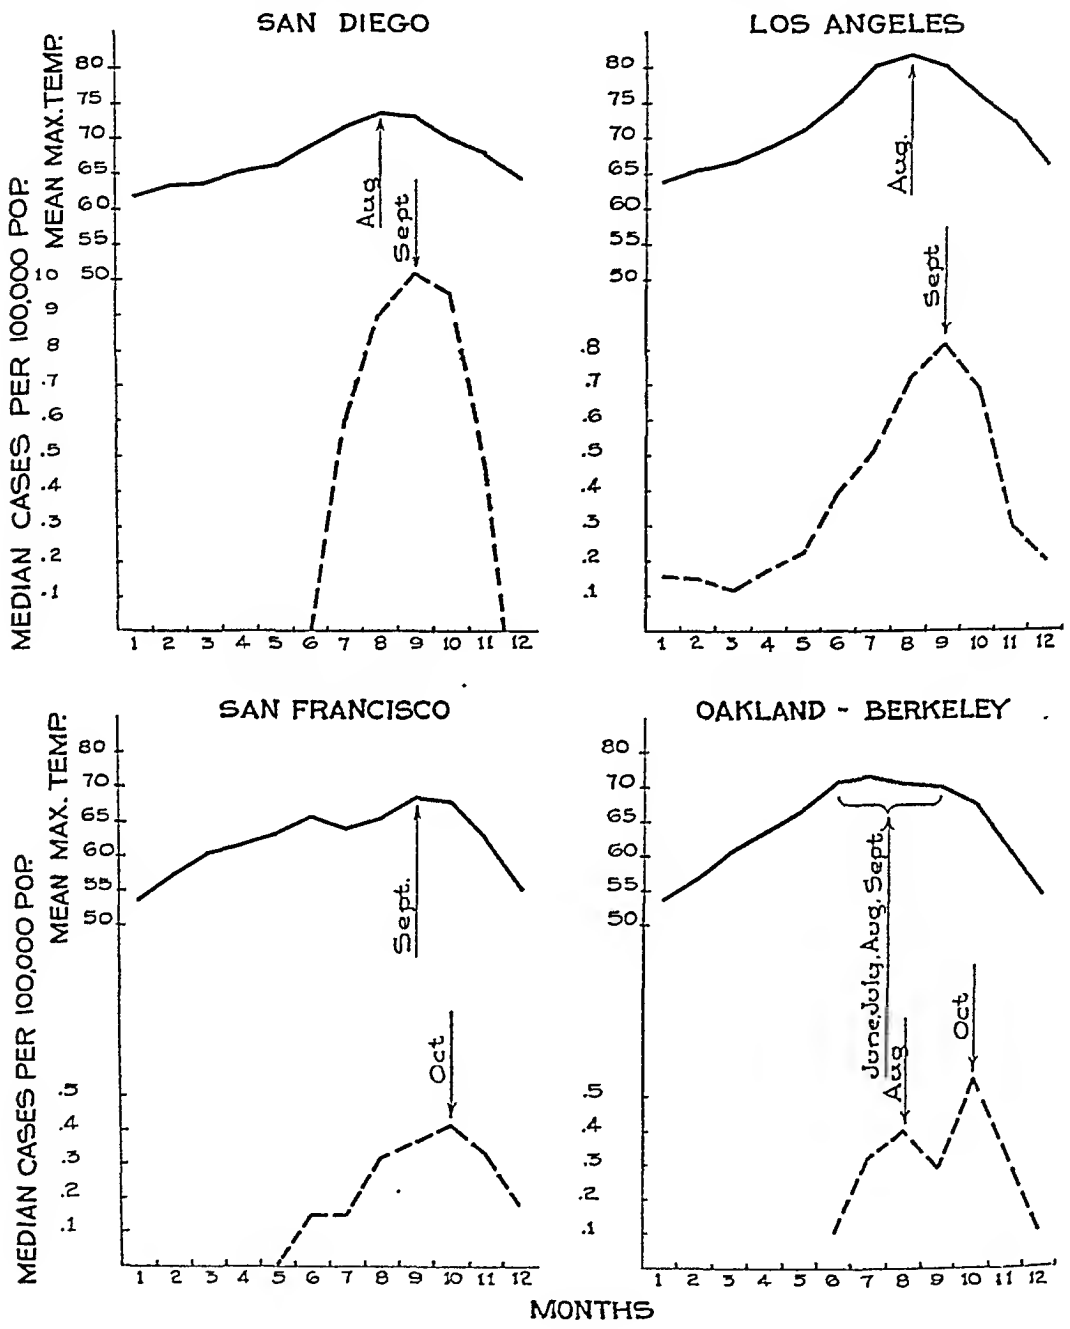 SAN DIEGO
MEAN MAX. TEMP.
80
75
70
65
60
55
50
MEDIAN CASES PER 100,000 POP.
10
9
8
.7
.6
.5
.4
.3
.2
.1
Aug
Sept
1 2 3 4 5 6 7 8 9 10 11 12
LOS ANGELES
80
75
70
65
60
55
50
.8
.7
.6
.5
.4
.3
.2
.1
Aug.
Sept
1 2 3 4 5 6 7 8 9 10 11 12
SAN FRANCISCO
MEAN MAX. TEMP.
80
70
65
60
55
50
MEDIAN CASES PER 100,000 POP.
.5
.4
.3
.2
.1
Sept.
Oct
1 2 3 4 5 6 7 8 9 10 11 12
OAKLAND - BERKELEY
80
70
65
60
55
50
.5
.4
.3
.2
.1
June, July, Aug, Sept.
Aug
Oct
1 2 3 4 5 6 7 8 9 10 11 12
MONTHS